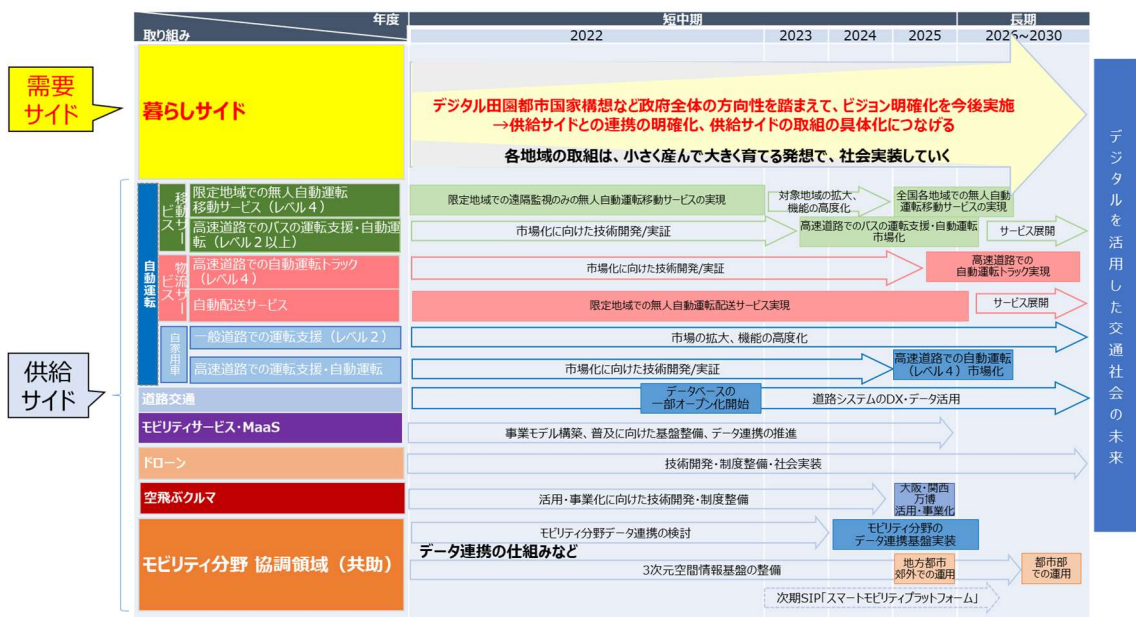 年度
取り組み
短中期
長期
2022
2023
2024
2025
2026~2030
需要
サイド
暮らしサイド
デジタル田園都市国家構想など政府全体の方向性を踏まえて、ビジョン明確化を今後実施
→供給サイドとの連携の明確化、供給サイドの取組の具体化につなげる
各地域の取組は、小さく産んで大きく育てる発想で、社会実装していく
デジタルを活用した交通社会の未来
供給
サイド
自動運転
移動サービス
限定地域での無人自動運転
移動サービス（レベル４）
限定地域での遠隔監視のみの無人自動運転移動サービスの実現
対象地域の拡大、
機能の高度化
全国各地域での無人自動
運転移動サービスの実現
高速道路でのバスの運転支援・自動運
転（レベル２以上）
市場化に向けた技術開発/実証
高速道路でのバスの運転支援・自動運転
市場化
サービス展開
物流サービス
高速道路での自動運転トラック
（レベル４）
市場化に向けた技術開発/実証
高速道路での
自動運転トラック実現
自動配送サービス
限定地域での無人自動運転配送サービス実現
サービス展開
自家用車
一般道路での運転支援（レベル２）
市場の拡大、機能の高度化
高速道路での運転支援・自動運転
市場化に向けた技術開発/実証
高速道路での自動運転
（レベル４）市場化
道路交通
データベースの
一部オープン化開始
道路システムのDX・データ活用
モビリティサービス・MaaS
事業モデル構築、普及に向けた基盤整備、データ連携の推進
ドローン
技術開発・制度整備・社会実装
空飛ぶクルマ
活用・事業化に向けた技術開発・制度整備
大阪・関西
万博
活用・事業化
モビリティ分野 協調領域（共助）
モビリティ分野データ連携の検討
モビリティ分野の
データ連携基盤実装
データ連携の仕組みなど
3次元空間情報基盤の整備
地方都市
郊外での運用
都市部
での運用
次期SIP「スマートモビリティプラットフォーム」